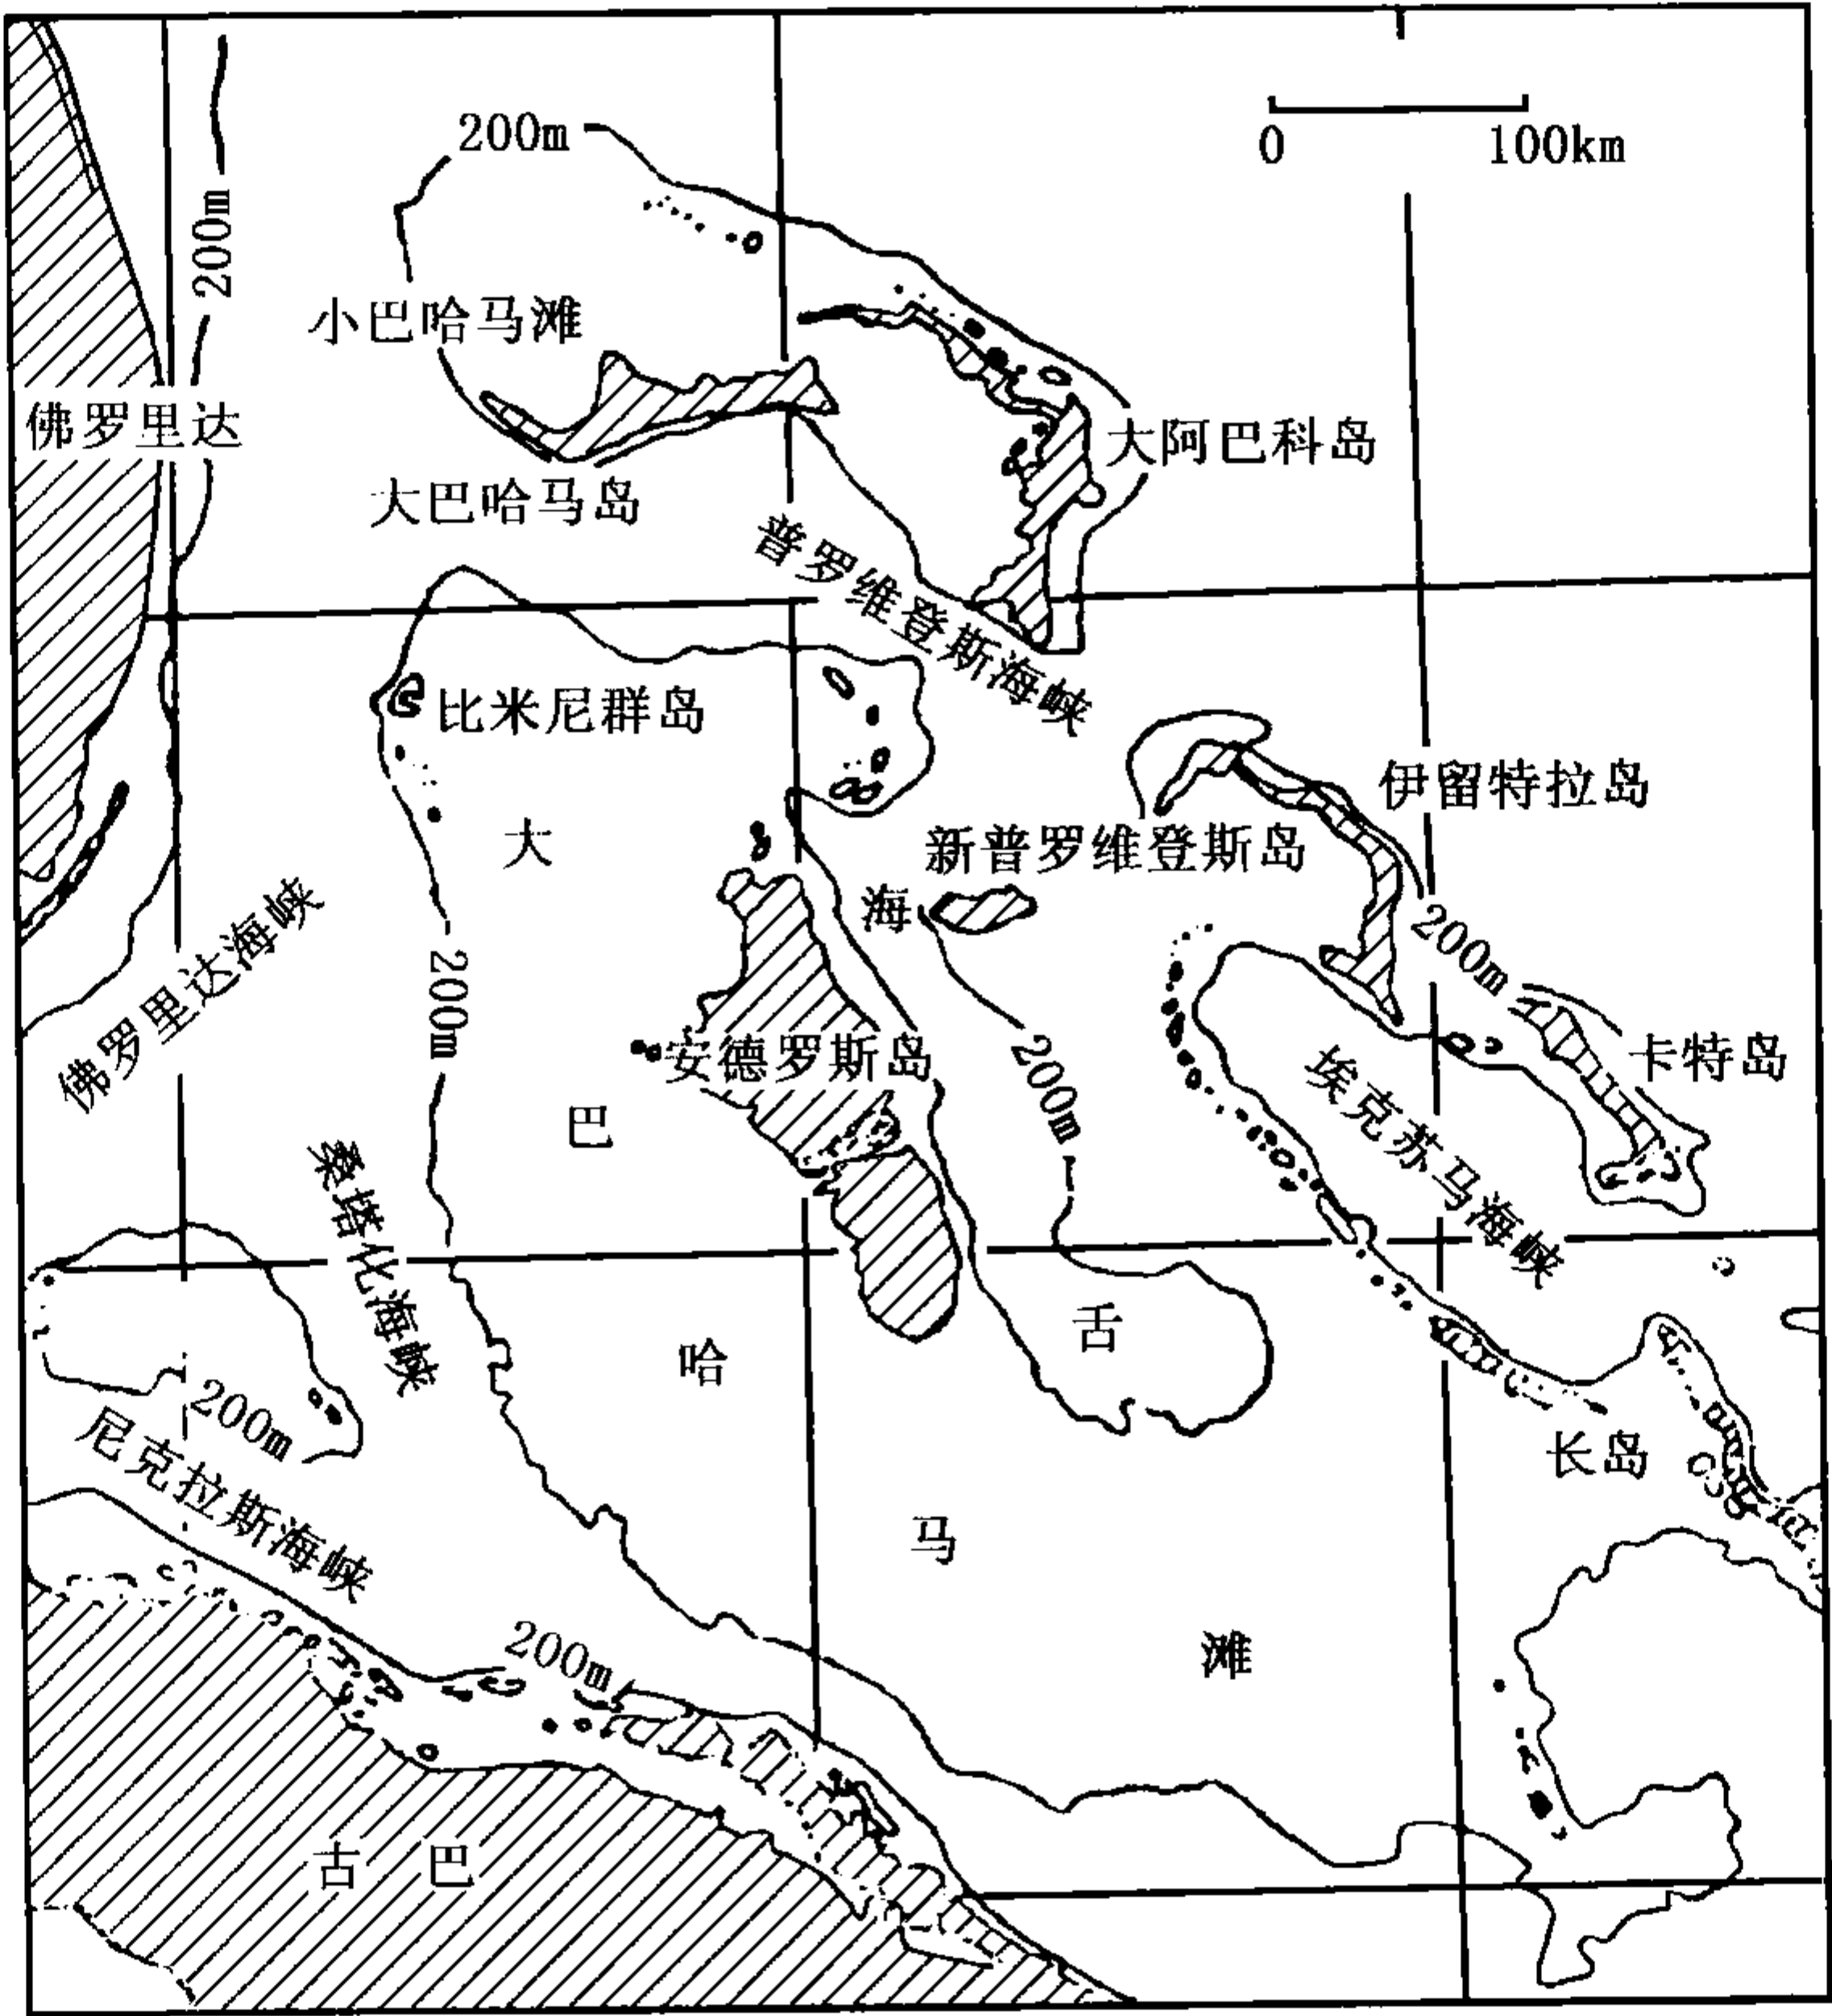 200m
0 100km
200m
小巴哈马滩
佛罗里达
大阿巴科岛
大巴哈马岛
普罗维登斯海峡
比米尼群岛
伊留特拉岛
大
新普罗维登斯岛
海
200m
佛罗里达海峡
200m
安德罗斯岛
200m
卡特岛
埃克苏马海峡
巴
桑塔化海峡
舌
哈
200m
尼克拉斯海峡
长岛
马
200m
滩
古巴